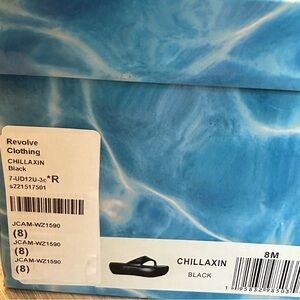 Revolve
Clothing
CHILLAXIN
Black
7-UD12U-3c*R
s221517501
JCAM-WZ1590
(8)
JCAM-WZ1590
(8)
JCAM-WZ1590
(8)
CHILLAXIN
BLACK
8M